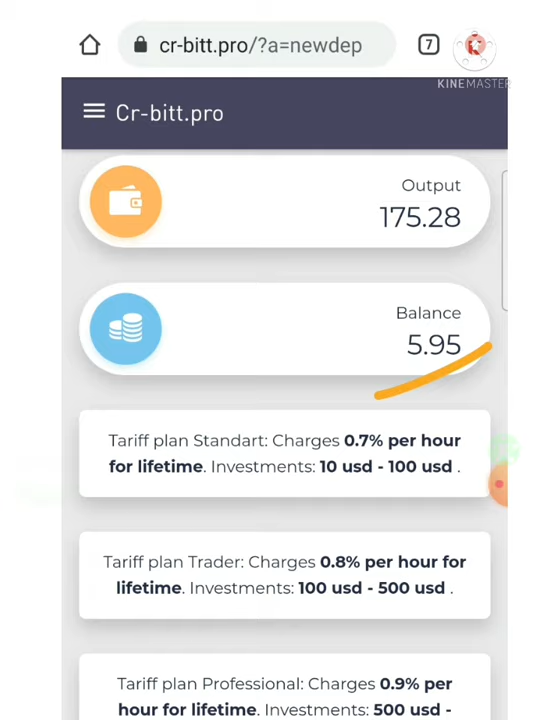 cr-bitt.pro/?a=newdep
7
KINEMASTER
Cr-bitt.pro
Output
175.28
Balance
5.95
Tariff plan Standart: Charges 0.7% per hour
for lifetime. Investments: 10 usd - 100 usd .
Tariff plan Trader: Charges 0.8% per hour for
lifetime. Investments: 100 usd - 500 usd .
Tariff plan Professional: Charges 0.9% per
hour for lifetime. Investments: 500 usd -